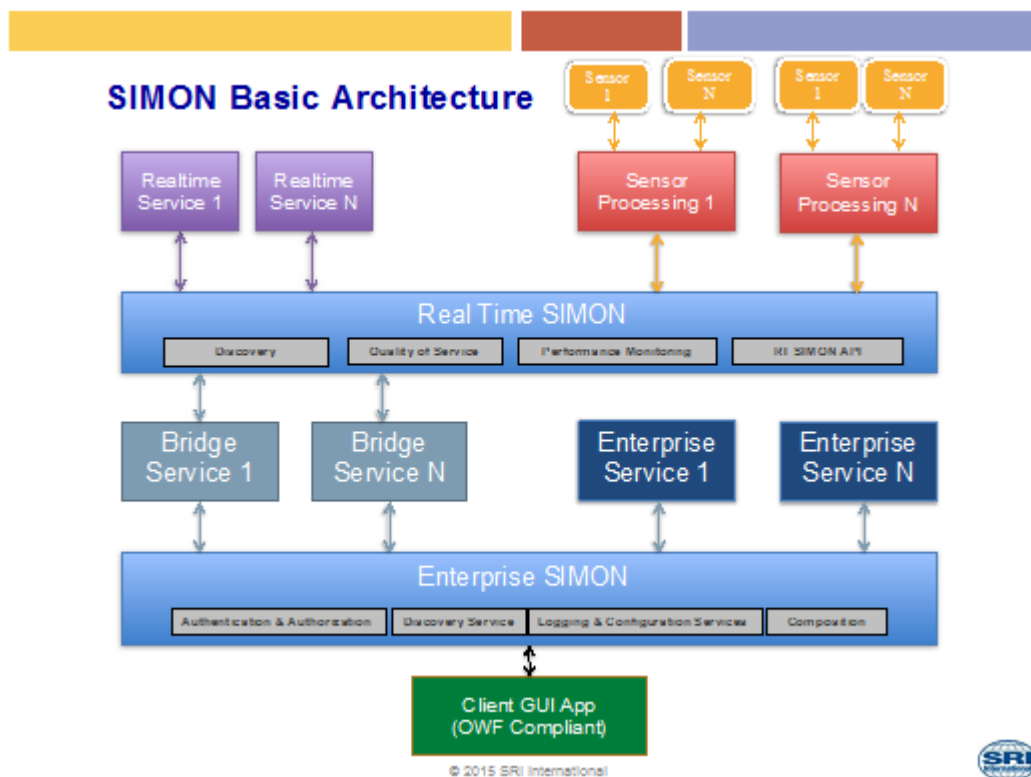 SIMON Basic Architecture
Sensor
1
Sensor
N
Sensor
1
Sensor
N
Realtime
Service 1
Realtime
Service N
Sensor
Processing 1
Sensor
Processing N
Real Time SIMON
Discovery
Quality of Service
Performance Monitoring
RT SIMON API
Bridge
Service 1
Bridge
Service N
Enterprise
Service 1
Enterprise
Service N
Enterprise SIMON
Authentication & Authorization
Discovery Service
Logging & Configuration Services
Composition
Client GUI App
(OWF Compliant)
© 2015 SRI International
SRI
International